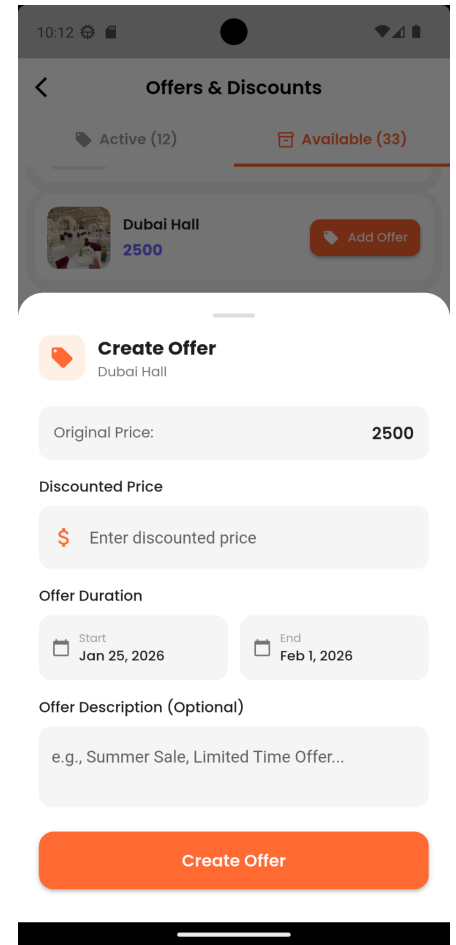 10:12
Offers & Discounts
Active (12)
Available (33)
Dubai Hall
2500
Add Offer
Create Offer
Dubai Hall
Original Price:
2500
Discounted Price
$ Enter discounted price
Offer Duration
Start
Jan 25, 2026
End
Feb 1, 2026
Offer Description (Optional)
e.g., Summer Sale, Limited Time Offer...
Create Offer